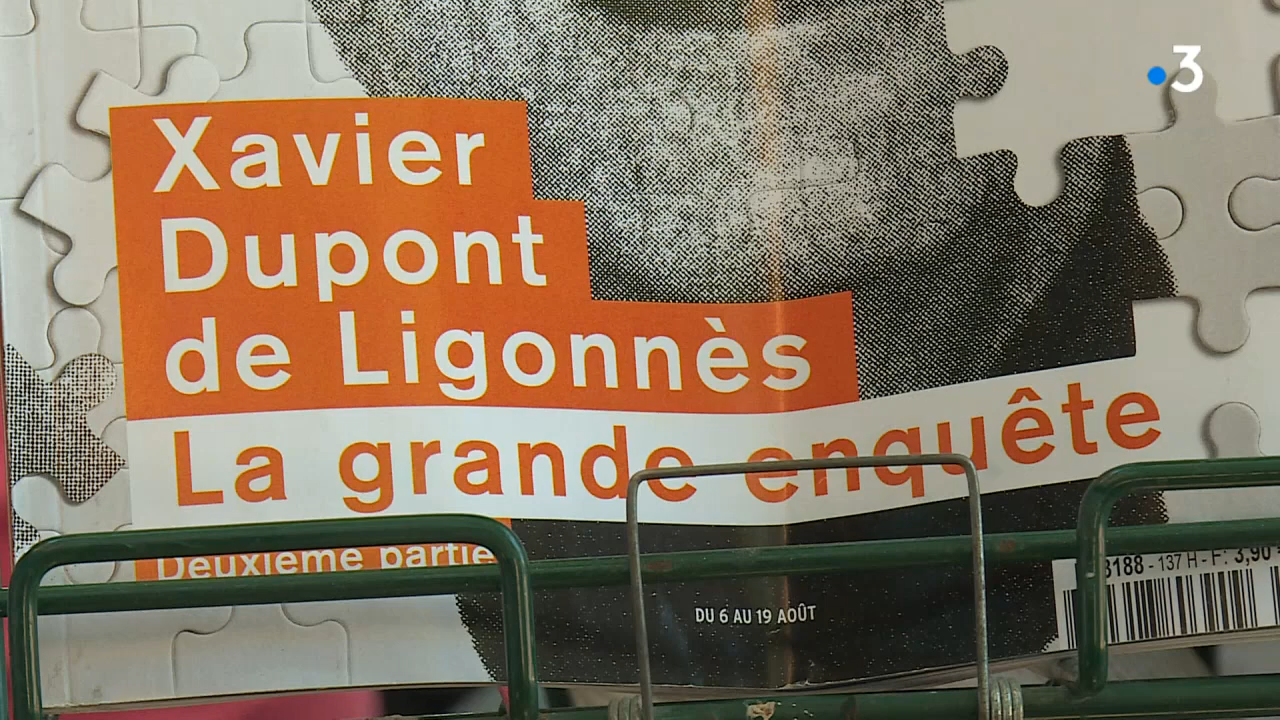 3
Xavier
Dupont
de Ligonnès
La grande enquête
Deuxième partie
DU 6 AU 19 AOÛT
3188 - 137 H - F: 3,90